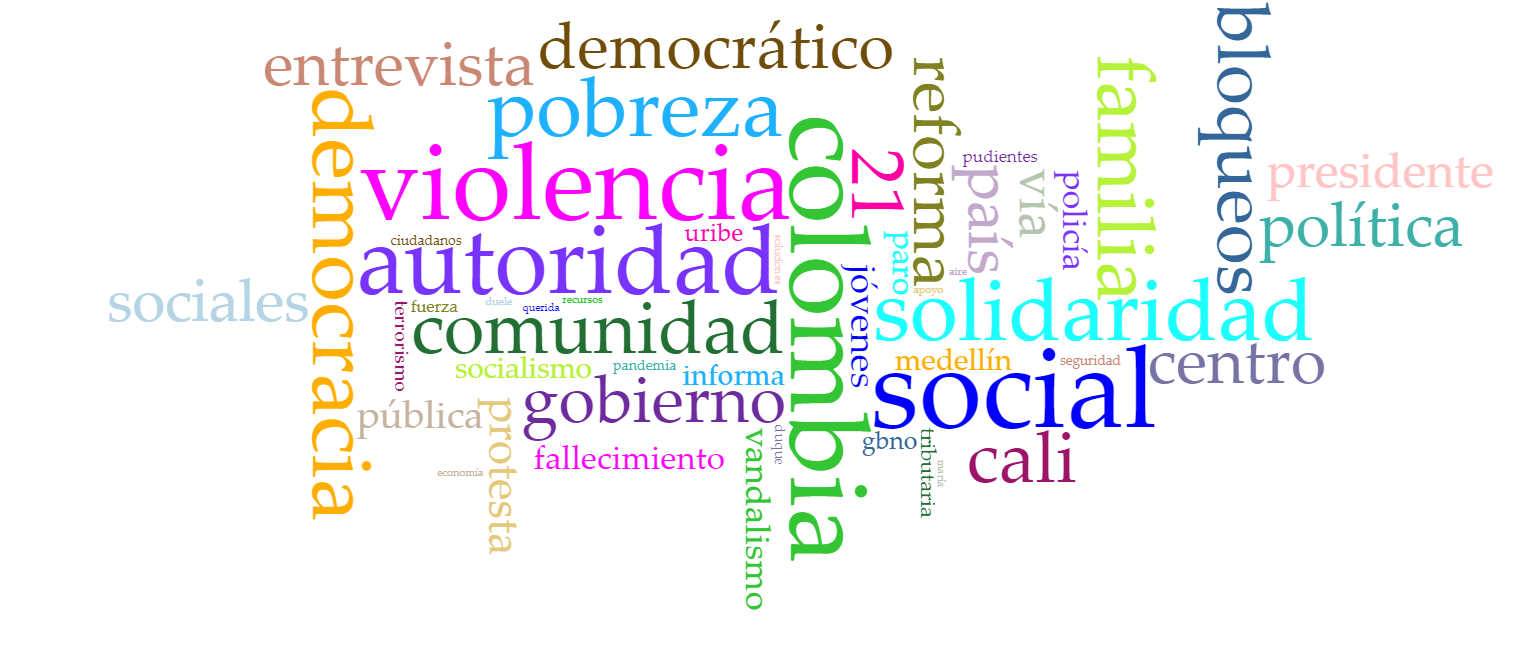 bloqueos
democrático
entrevista
reforma
familia
pobreza
democracia
colombia
violencia
21
pudientes
país
vía
policía
presidente
política
autoridad
ciudadanos
uribe
soluciones
paro
jóvenes
aire
apoyo
sociales
solidaridad
terrorismo
fuerza
duele
querida
recursos
comunidad
socialismo
pandemia
informa
medellín
seguridad
centro
social
gobierno
pública
protesta
fallecimiento
vandalismo
duque
gbno
tributaria
cali
economía
maría